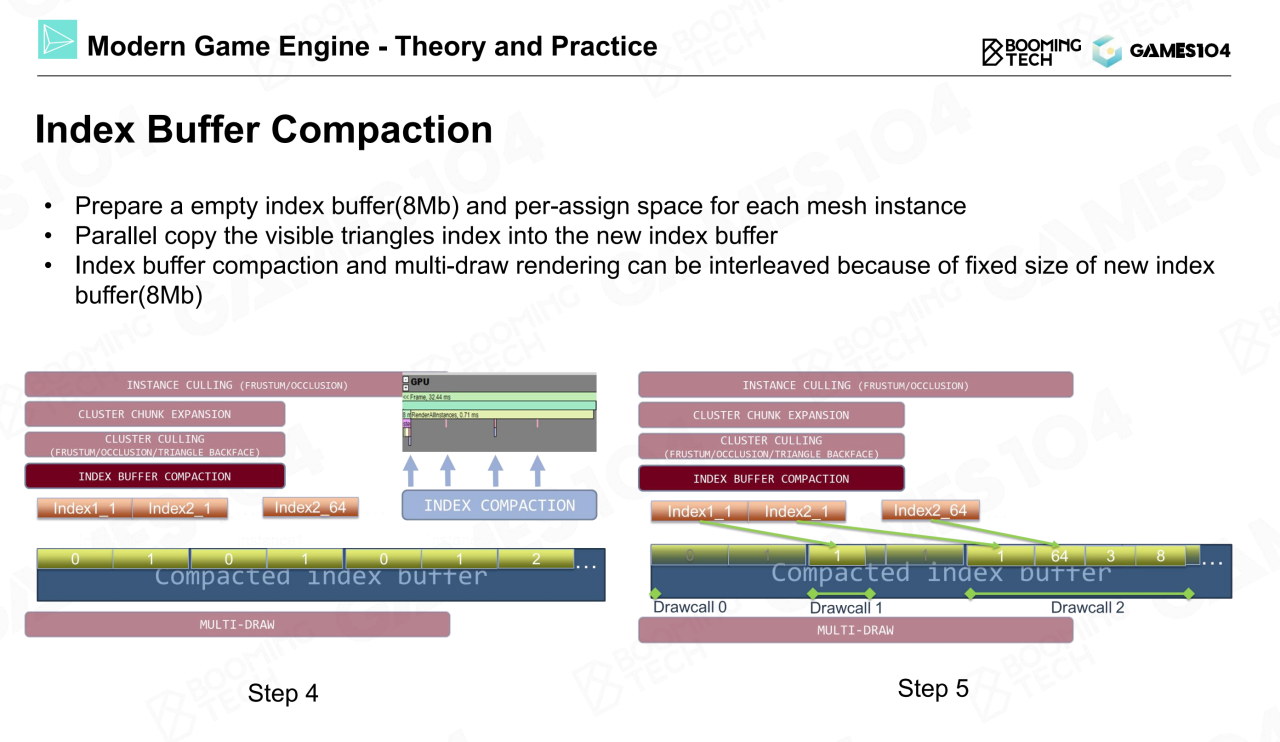 Modern Game Engine - Theory and Practice
BOOMING TECH
GAMES104
Index Buffer Compaction
• Prepare a empty index buffer(8Mb) and per-assign space for each mesh instance
• Parallel copy the visible triangles index into the new index buffer
• Index buffer compaction and multi-draw rendering can be interleaved because of fixed size of new index
buffer(8Mb)
INSTANCE CULLING (FRUSTUM/OCCLUSION)
CLUSTER CHUNK EXPANSION
CLUSTER CULLING
(FRUSTUM/OCCLUSION/TRIANGLE BACKFACE)
INDEX BUFFER COMPACTION
GPU
<< Frame, 32.44 ms
RenderAllInstances, 0.71 ms
INDEX COMPACTION
Index1_1 Index2_1 Index2_64
0 1 0 1 0 1 2 ...
Compacted index buffer
MULTI-DRAW
Step 4
INSTANCE CULLING (FRUSTUM/OCCLUSION)
CLUSTER CHUNK EXPANSION
CLUSTER CULLING
(FRUSTUM/OCCLUSION/TRIANGLE BACKFACE)
INDEX BUFFER COMPACTION
Index1_1 Index2_1 Index2_64
0 1 1 1 1 64 3 8 ...
Compacted index buffer
Drawcall 0 Drawcall 1 Drawcall 2
MULTI-DRAW
Step 5